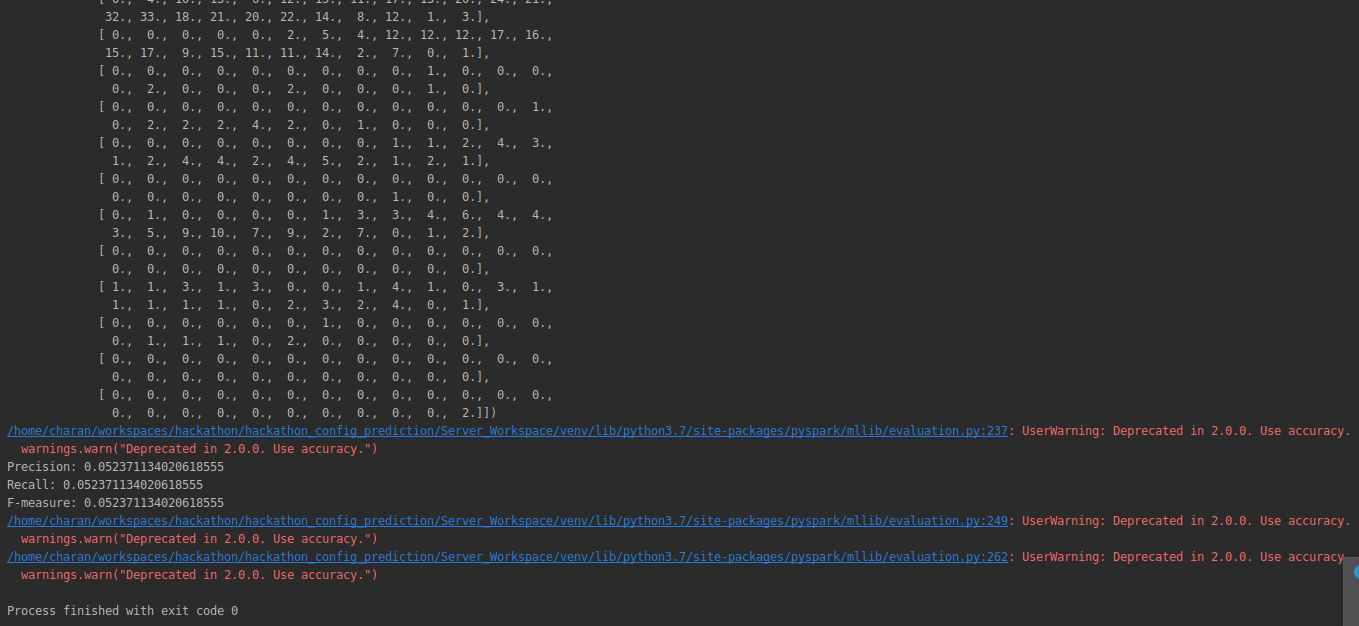 32., 33., 18., 21., 20., 22., 14., 8., 12., 1., 3.],
[ 0., 0., 0., 0., 0., 2., 5., 4., 12., 12., 12., 17., 16.,
15., 17., 9., 15., 11., 11., 14., 2., 7., 0., 1.],
[ 0., 0., 0., 0., 0., 0., 0., 0., 0., 1., 0., 0., 0.,
0., 2., 0., 0., 0., 2., 0., 0., 0., 1., 0.],
[ 0., 0., 0., 0., 0., 0., 0., 0., 0., 0., 0., 0., 1.,
0., 2., 2., 2., 4., 2., 0., 1., 0., 0., 0.],
[ 0., 0., 0., 0., 0., 0., 0., 0., 1., 1., 2., 4., 3.,
1., 2., 4., 4., 2., 4., 5., 2., 1., 2., 1.],
[ 0., 0., 0., 0., 0., 0., 0., 0., 0., 0., 0., 0., 0.,
0., 0., 0., 0., 0., 0., 0., 0., 1., 0., 0.],
[ 0., 1., 0., 0., 0., 0., 1., 3., 3., 4., 6., 4., 4.,
3., 5., 9., 10., 7., 9., 2., 7., 0., 1., 2.],
[ 0., 0., 0., 0., 0., 0., 0., 0., 0., 0., 0., 0., 0.,
0., 0., 0., 0., 0., 0., 0., 0., 0., 0., 0.],
[ 1., 1., 3., 1., 3., 0., 0., 1., 4., 1., 0., 3., 1.,
1., 1., 1., 1., 0., 2., 3., 2., 4., 0., 1.],
[ 0., 0., 0., 0., 0., 0., 1., 0., 0., 0., 0., 0., 0.,
0., 1., 1., 1., 0., 2., 0., 0., 0., 0., 0.],
[ 0., 0., 0., 0., 0., 0., 0., 0., 0., 0., 0., 0., 0.,
0., 0., 0., 0., 0., 0., 0., 0., 0., 0., 0.],
[ 0., 0., 0., 0., 0., 0., 0., 0., 0., 0., 0., 0., 0.,
0., 0., 0., 0., 0., 0., 0., 0., 0., 0., 2.]])
/home/charan/workspaces/hackathon/hackathon_config_prediction/Server_Workspace/venv/lib/python3.7/site-packages/pyspark/mllib/evaluation.py:237: UserWarning: Deprecated in 2.0.0. Use accuracy.
warnings.warn("Deprecated in 2.0.0. Use accuracy.")
Precision: 0.052371134020618555
Recall: 0.052371134020618555
F-measure: 0.052371134020618555
/home/charan/workspaces/hackathon/hackathon_config_prediction/Server_Workspace/venv/lib/python3.7/site-packages/pyspark/mllib/evaluation.py:249: UserWarning: Deprecated in 2.0.0. Use accuracy.
warnings.warn("Deprecated in 2.0.0. Use accuracy.")
/home/charan/workspaces/hackathon/hackathon_config_prediction/Server_Workspace/venv/lib/python3.7/site-packages/pyspark/mllib/evaluation.py:262: UserWarning: Deprecated in 2.0.0. Use accuracy
warnings.warn("Deprecated in 2.0.0. Use accuracy.")
Process finished with exit code 0